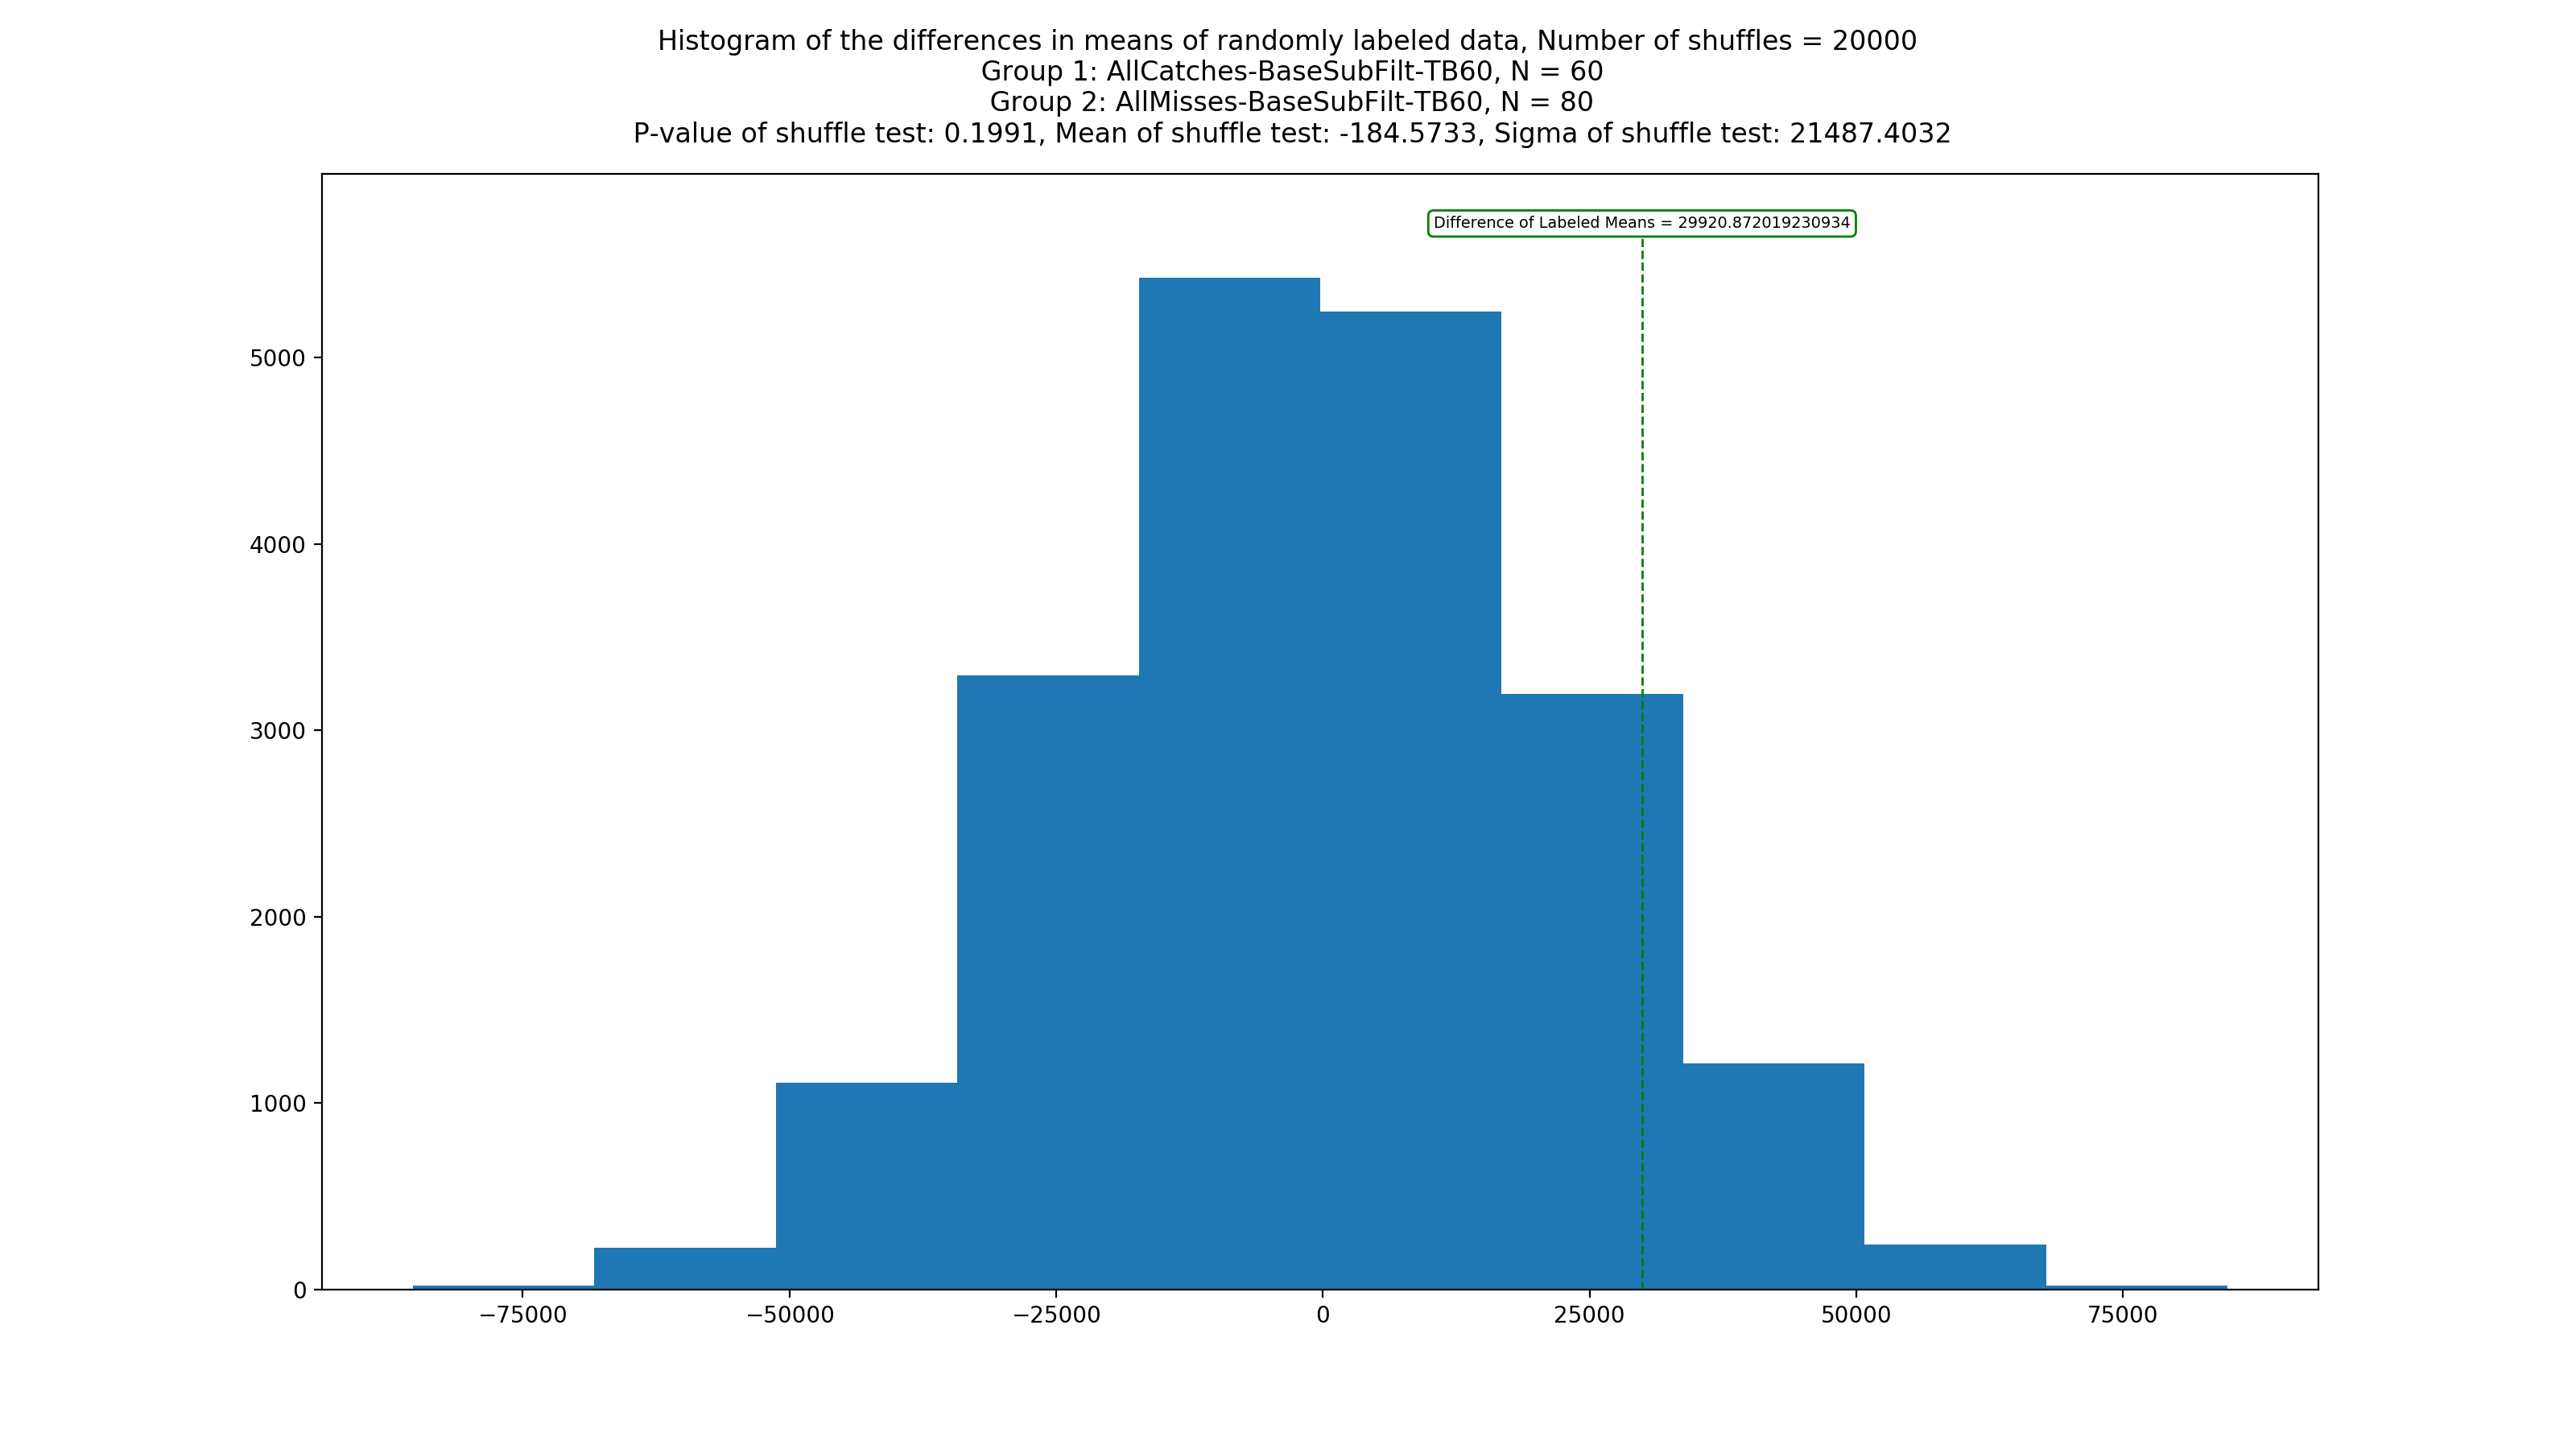 Histogram of the differences in means of randomly labeled data, Number of shuffles = 20000
Group 1: AllCatches-BaseSubFilt-TB60, N = 60
Group 2: AllMisses-BaseSubFilt-TB60, N = 80
P-value of shuffle test: 0.1991, Mean of shuffle test: -184.5733, Sigma of shuffle test: 21487.4032
Difference of Labeled Means = 29920.872019230934
5000
4000
3000
2000
1000
0
−75000
−50000
−25000
0
25000
50000
75000